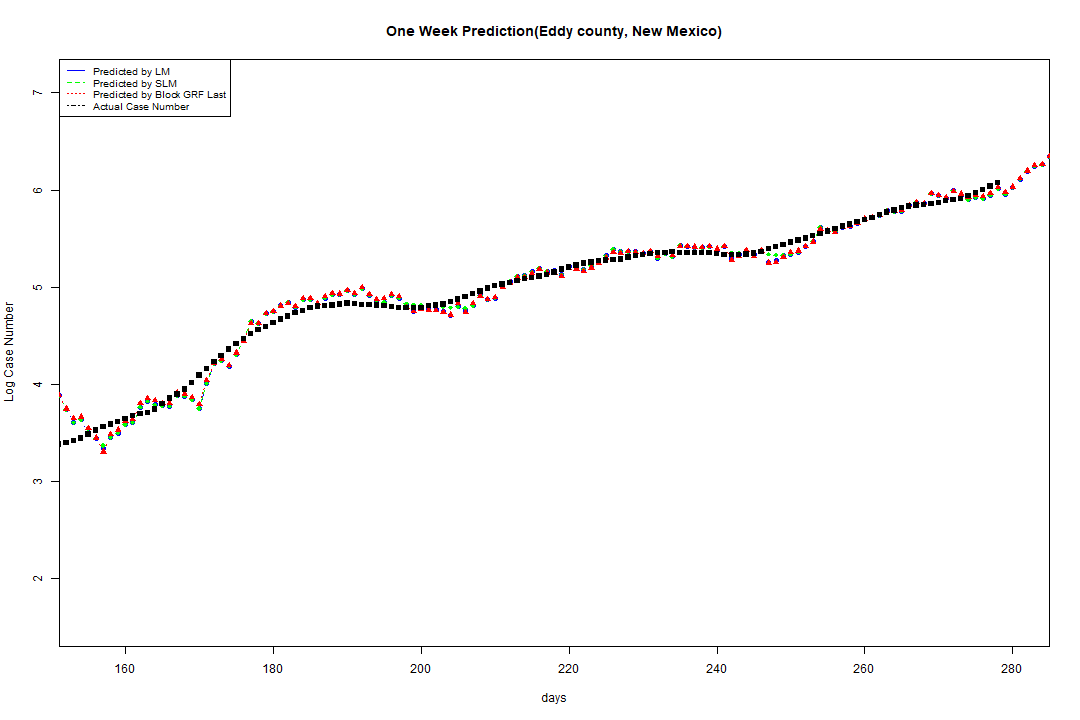 One Week Prediction(Eddy county, New Mexico)
Predicted by LM
Predicted by SLM
Predicted by Block GRF Last
Actual Case Number
7
6
5
4
3
2
Log Case Number
160 180 200 220 240 260 280
days